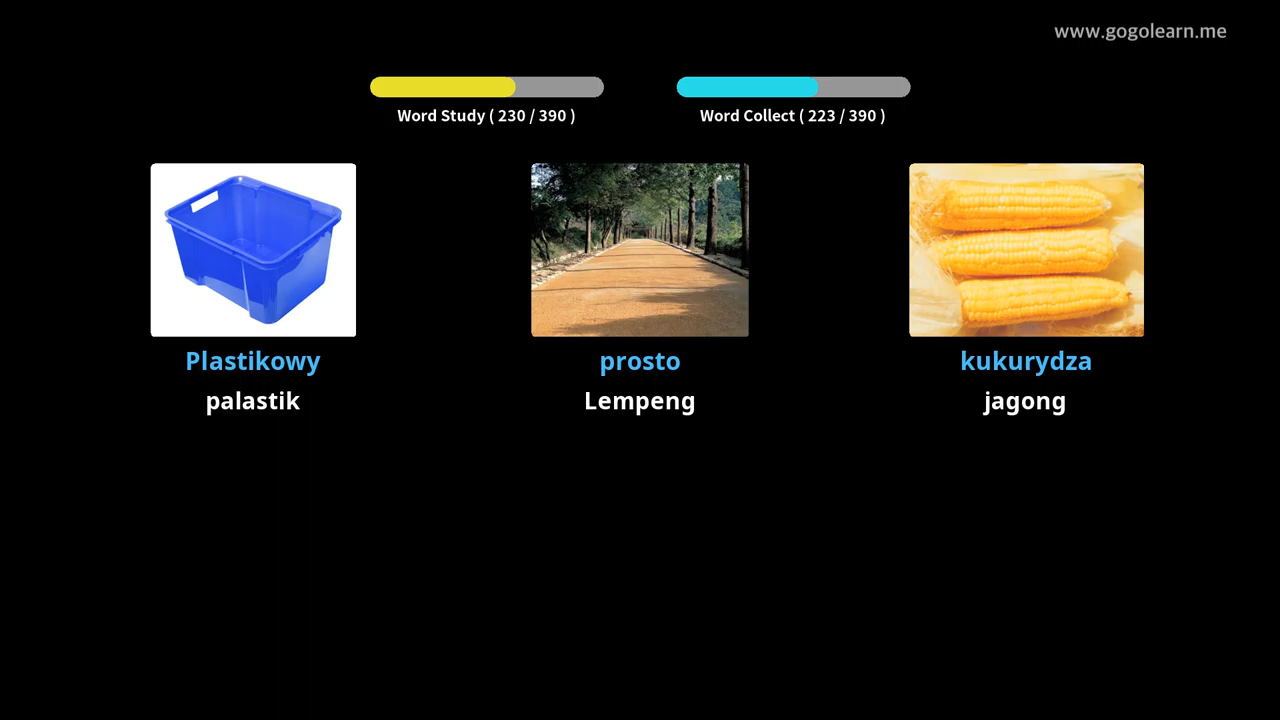 www.gogolearn.me
Word Study ( 230 / 390 )
Word Collect ( 223 / 390 )
Plastikowy
palastik
prosto
Lempeng
kukurydza
jagong